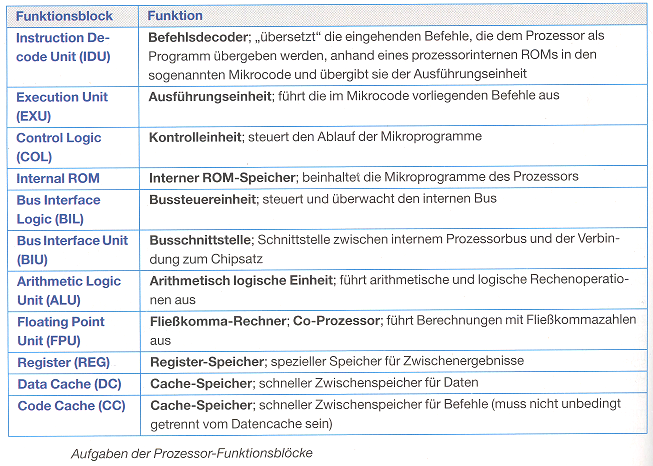 Funktionsblock Funktion
Instruction De- Befehlsdecoder; „übersetzt“ die eingehenden Befehle, die dem Prozessor als
code Unit (IDU) Programm übergeben werden, anhand eines prozessorinternen ROMs in den
sogenannten Mikrocode und übergibt sie der Ausführungseinheit
Execution Unit Ausführungseinheit; führt die im Microcode vorliegenden Befehle aus
(EXU)
Control Logic Kontrolleinheit; steuert den Ablauf der Mikroprogramme
(COL)
Internal ROM Interner ROM-Speicher; beinhaltet die Mikroprogramme des Prozessors
Bus Interface Bussteuereinheit; steuert und überwacht den internen Bus
Logic (BIL)
Bus Interface Unit Busschnittstelle; Schnittstelle zwischen internem Prozessorbus und der Verbin-
(BIU) dung zum Chipsatz
Arithmetic Logic Arithmetisch logische Einheit; führt arithmetische und logische Rechenoperatio-
Unit (ALU) nen aus
Floating Point Fließkomma-Rechner; Co-Prozessor; führt Berechnungen mit Fließkommazahlen
Unit (FPU) aus
Register (REG) Register-Speicher; spezieller Speicher für Zwischenergebnisse
Data Cache (DC) Cache-Speicher; schneller Zwischenspeicher für Daten
Code Cache (CC) Cache-Speicher; schneller Zwischenspeicher für Befehle (muss nicht unbedingt
getrennt vom Datencache sein)
Aufgaben der Prozessor-Funktionsblöcke